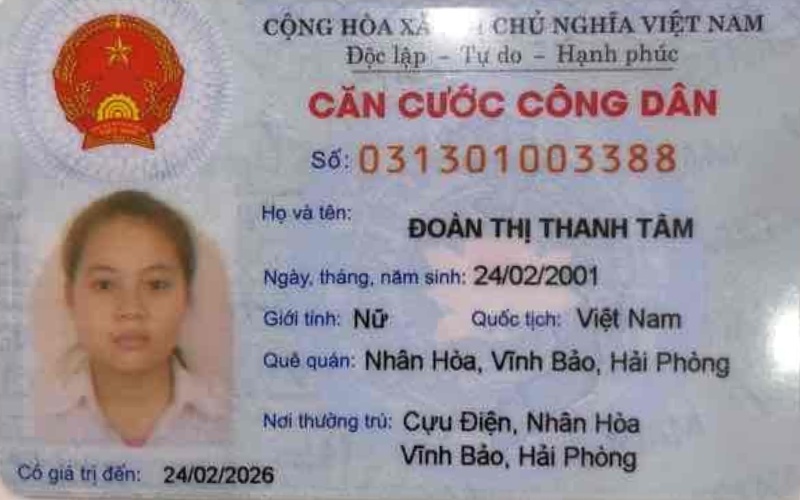 CỘNG HÒA XÃ CHỦ NGHĨA VIỆT NAM
Độc lập - Tự do - Hạnh phúc
CĂN CƯỚC CÔNG DÂN
Số: 031301003388
Họ và tên:
ĐOÀN THỊ THANH TÂM
Ngày, tháng, năm sinh: 24/02/2001
Giới tính: Nữ Quốc tịch: Việt Nam
Quê quán: Nhân Hòa, Vĩnh Bảo, Hải Phòng
Nơi thường trú: Cựu Điện, Nhân Hòa
Vĩnh Bảo, Hải Phòng
Có giá trị đến: 24/02/2026